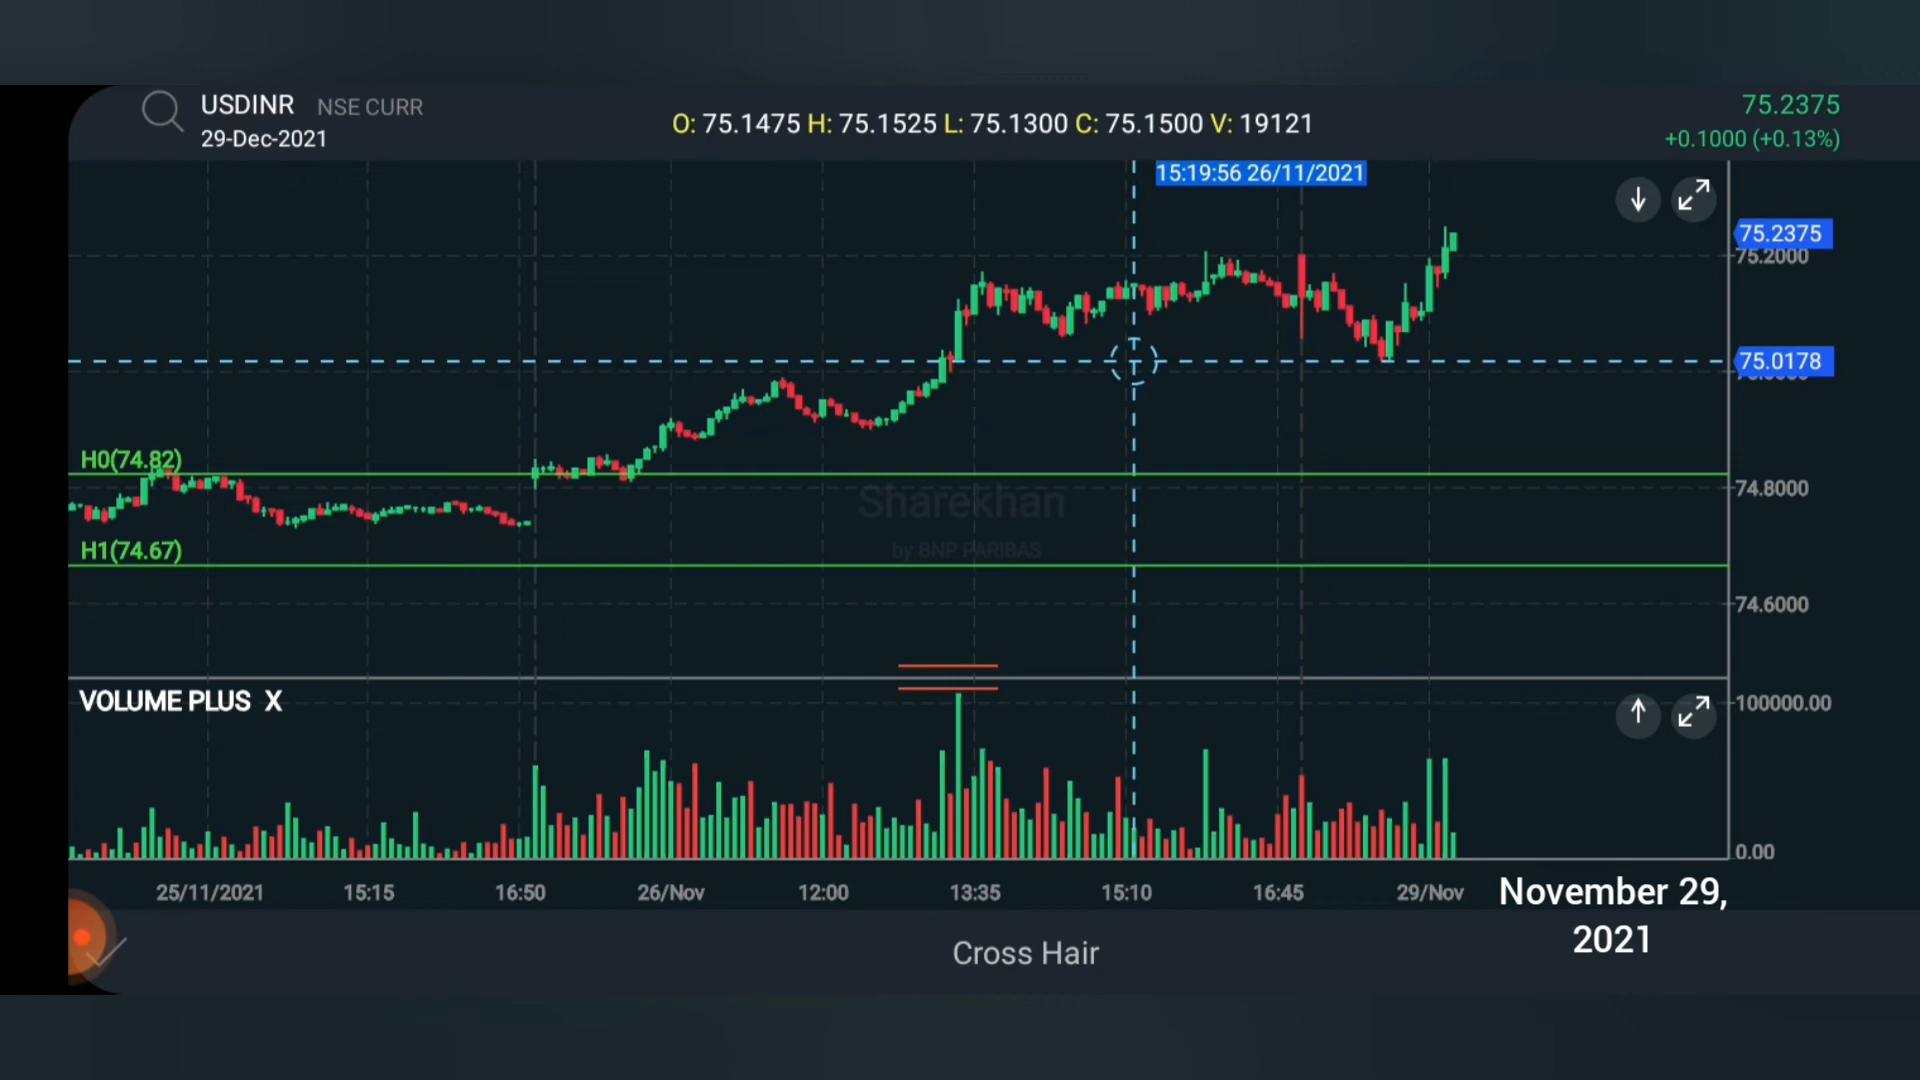 USDINR NSE CURR
29-Dec-2021
O: 75.1475 H: 75.1525 L: 75.1300 C: 75.1500 V: 19121
75.2375
+0.1000 (+0.13%)
15:19:56 26/11/2021
75.2375
75.2000
75.0178
H0(74.82)
74.8000
Sharekhan
by BNP PARIBAS
H1(74.67)
74.6000
VOLUME PLUS X
100000.00
0.00
25/11/2021 15:15 16:50 26/Nov 12:00 13:35 15:10 16:45 29/Nov
November 29,
2021
Cross Hair